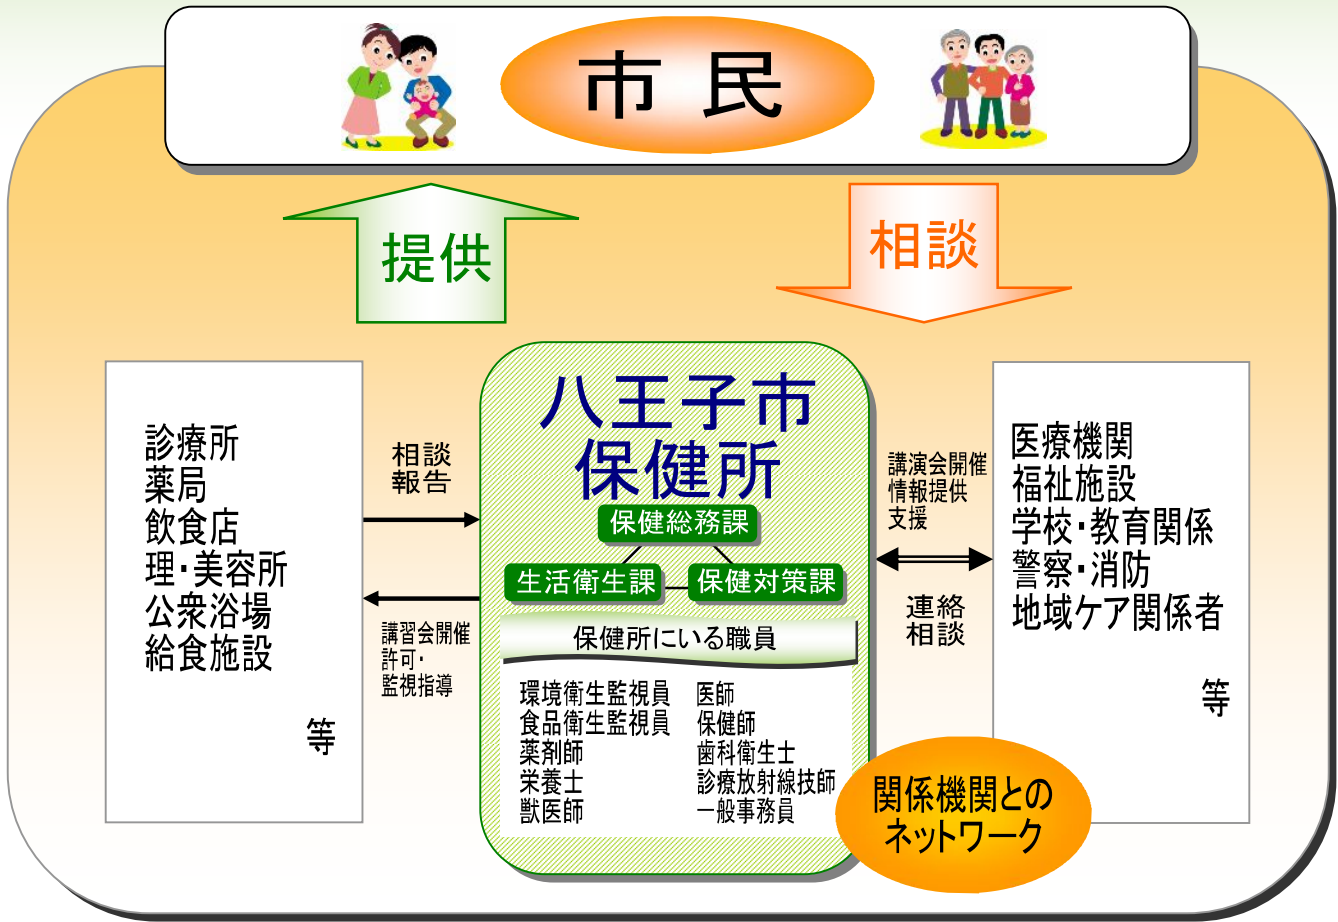 市民
提供
相談
診療所
薬局
飲食店
理・美容所
公衆浴場
給食施設
等
相談
報告
講習会開催
許可・
監視指導
八王子市
保健所
保健総務課
生活衛生課
保健対策課
保健所にいる職員
環境衛生監視員
食品衛生監視員
薬剤師
栄養士
獣医師
医師
保健師
歯科衛生士
診療放射線技師
一般事務員
講演会開催
情報提供
支援
連絡
相談
医療機関
福祉施設
学校・教育関係
警察・消防
地域ケア関係者
等
関係機関との
ネットワーク